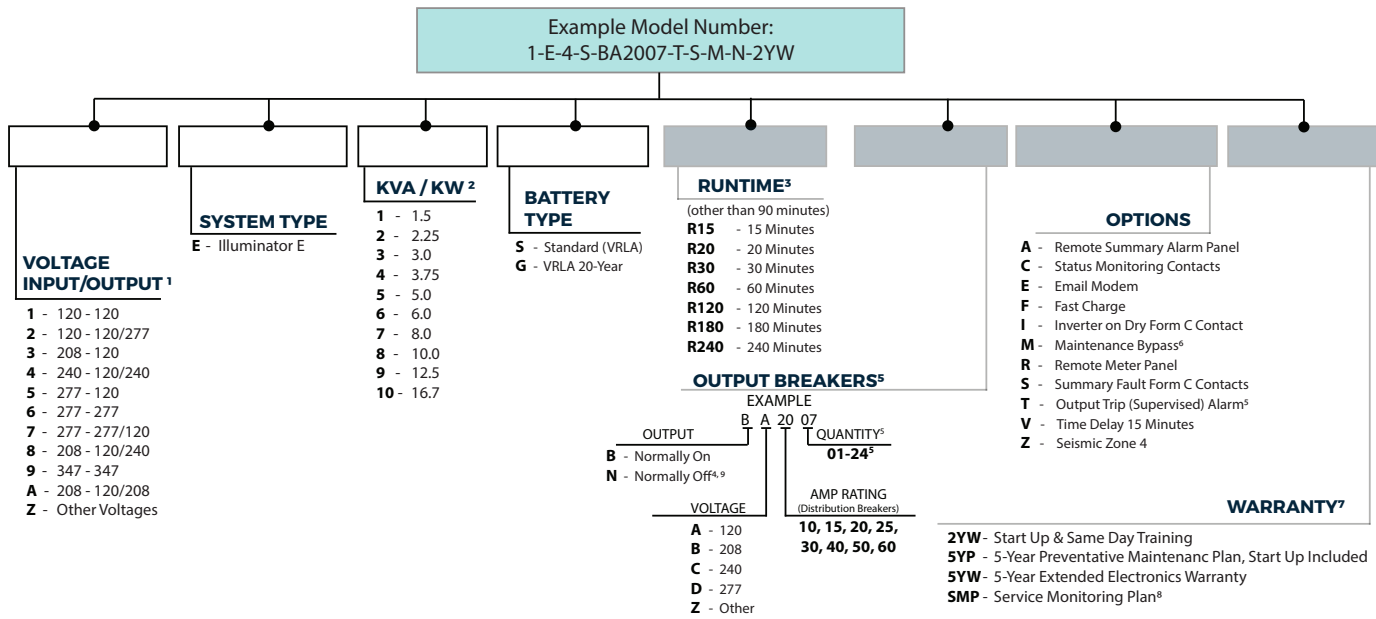 Example Model Number:
1-E-4-S-BA2007-T-S-M-N-2YW
VOLTAGE
INPUT/OUTPUT ¹
1 - 120 - 120
2 - 120 - 120/277
3 - 208 - 120
4 - 240 - 120/240
5 - 277 - 120
6 - 277 - 277
7 - 277 - 277/120
8 - 208 - 120/240
9 - 347 - 347
A - 208 - 120/208
Z - Other Voltages
SYSTEM TYPE
E - Illuminator E
KVA / KW ²
1 - 1.5
2 - 2.25
3 - 3.0
4 - 3.75
5 - 5.0
6 - 6.0
7 - 8.0
8 - 10.0
9 - 12.5
10 - 16.7
BATTERY
TYPE
S - Standard (VRLA)
G - VRLA 20-Year
RUNTIME³
(other than 90 minutes)
R15 - 15 Minutes
R20 - 20 Minutes
R30 - 30 Minutes
R60 - 60 Minutes
R120 - 120 Minutes
R180 - 180 Minutes
R240 - 240 Minutes
OUTPUT BREAKERS⁵
EXAMPLE
B A 20 07
OUTPUT
B - Normally On
N - Normally Off⁴,⁹
QUANTITY⁵
01-24⁵
VOLTAGE
A - 120
B - 208
C - 240
D - 277
Z - Other
AMP RATING
(Distribution Breakers)
10, 15, 20, 25,
30, 40, 50, 60
OPTIONS
A - Remote Summary Alarm Panel
C - Status Monitoring Contacts
E - Email Modem
F - Fast Charge
I - Inverter on Dry Form C Contact
M - Maintenance Bypass⁶
R - Remote Meter Panel
S - Summary Fault Form C Contacts
T - Output Trip (Supervised) Alarm⁵
V - Time Delay 15 Minutes
Z - Seismic Zone 4
WARRANTY⁷
2YW - Start Up & Same Day Training
5YP - 5-Year Preventative Maintenanc Plan, Start Up Included
5YW - 5-Year Extended Electronics Warranty
SMP - Service Monitoring Plan⁸